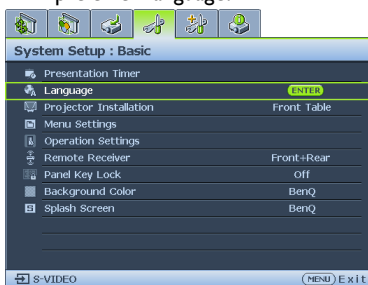 System Setup : Basic
Presentation Timer
Language ENTER
Projector Installation Front Table
Menu Settings
Operation Settings
Remote Receiver Front+Rear
Panel Key Lock Off
Background Color BenQ
Splash Screen BenQ
S-VIDEO MENU Exit